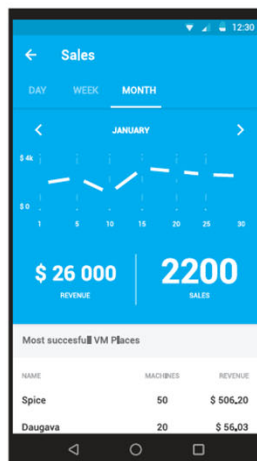 12:30
Sales
DAY WEEK MONTH
JANUARY
$ 4k
$ 0
1 5 10 15 20 25 30
$ 26 000 2200
REVENUE SALES
Most succesfull VM Places
NAME MACHINES REVENUE
Spice 50 $ 506,20
Daugava 20 $ 56,03